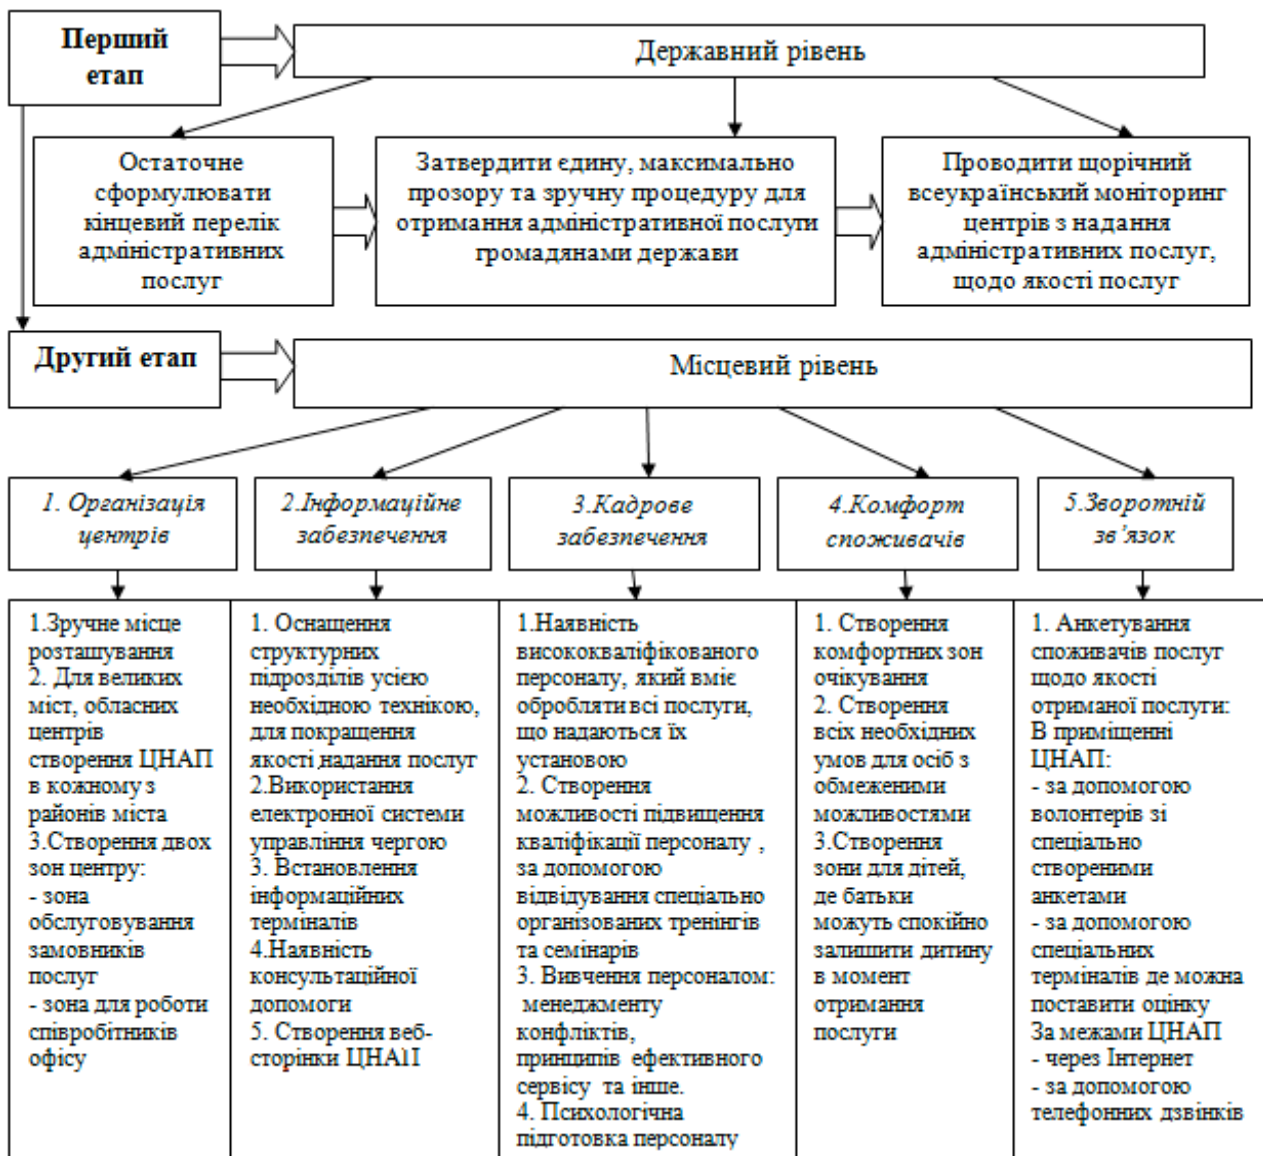 Перший
етап
Державний рівень
Остаточне
сформулювати
кінцевий перелік
адміністративних
послуг
Затвердити єдину, максимально
прозору та зручну процедуру для
отримання адміністративної послуги
громадянами держави
Проводити щорічний
всеукраїнський моніторинг
центрів з надання
адміністративних послуг,
щодо якості послуг
Другий етап
Місцевий рівень
1. Організація
центрів
2.Інформаційне
забезпечення
3.Кадрове
забезпечення
4.Комфорт
споживачів
5.Зворотній
зв’язок
1.Зручне місце
розташування
2. Для великих
міст, обласних
центрів
створення ЦНАП
в кожному з
районів міста
3.Створення двох
зон центру:
- зона
обслуговування
замовників
послуг
- зона для роботи
співробітників
офісу
1. Оснащення
структурних
підрозділів усією
необхідною технікою,
для покращення
якості надання послуг
2.Використання
електронної системи
управління чергою
3. Встановлення
інформаційних
терміналів
4.Наявність
консультаційної
допомоги
5. Створення веб-
сторінки ЦНАП
1.Наявність
висококваліфікованого
персоналу, який вміє
обробляти всі послуги,
що надаються їх
установою
2. Створення
можливості підвищення
кваліфікації персоналу ,
за допомогою
відвідування спеціально
організованих тренінгів
та семінарів
3. Вивчення персоналом:
менеджменту
конфліктів,
принципів ефективного
сервісу та інше.
4. Психологічна
підготовка персоналу
1. Створення
комфортних зон
очікування
2. Створення
всіх необхідних
умов для осіб з
обмеженими
можливостями
3.Створення
зони для дітей,
де батьки
можуть спокійно
залишити дитину
в момент
отримання
послуги
1. Анкетування
споживачів послуг
щодо якості
отриманої послуги:
В приміщенні
ЦНАП:
- за допомогою
волонтерів зі
спеціально
створеними
анкетами
- за допомогою
спеціальних
терміналів де можна
поставити оцінку
За межами ЦНАП
- через Інтернет
- за допомогою
телефонних дзвінків